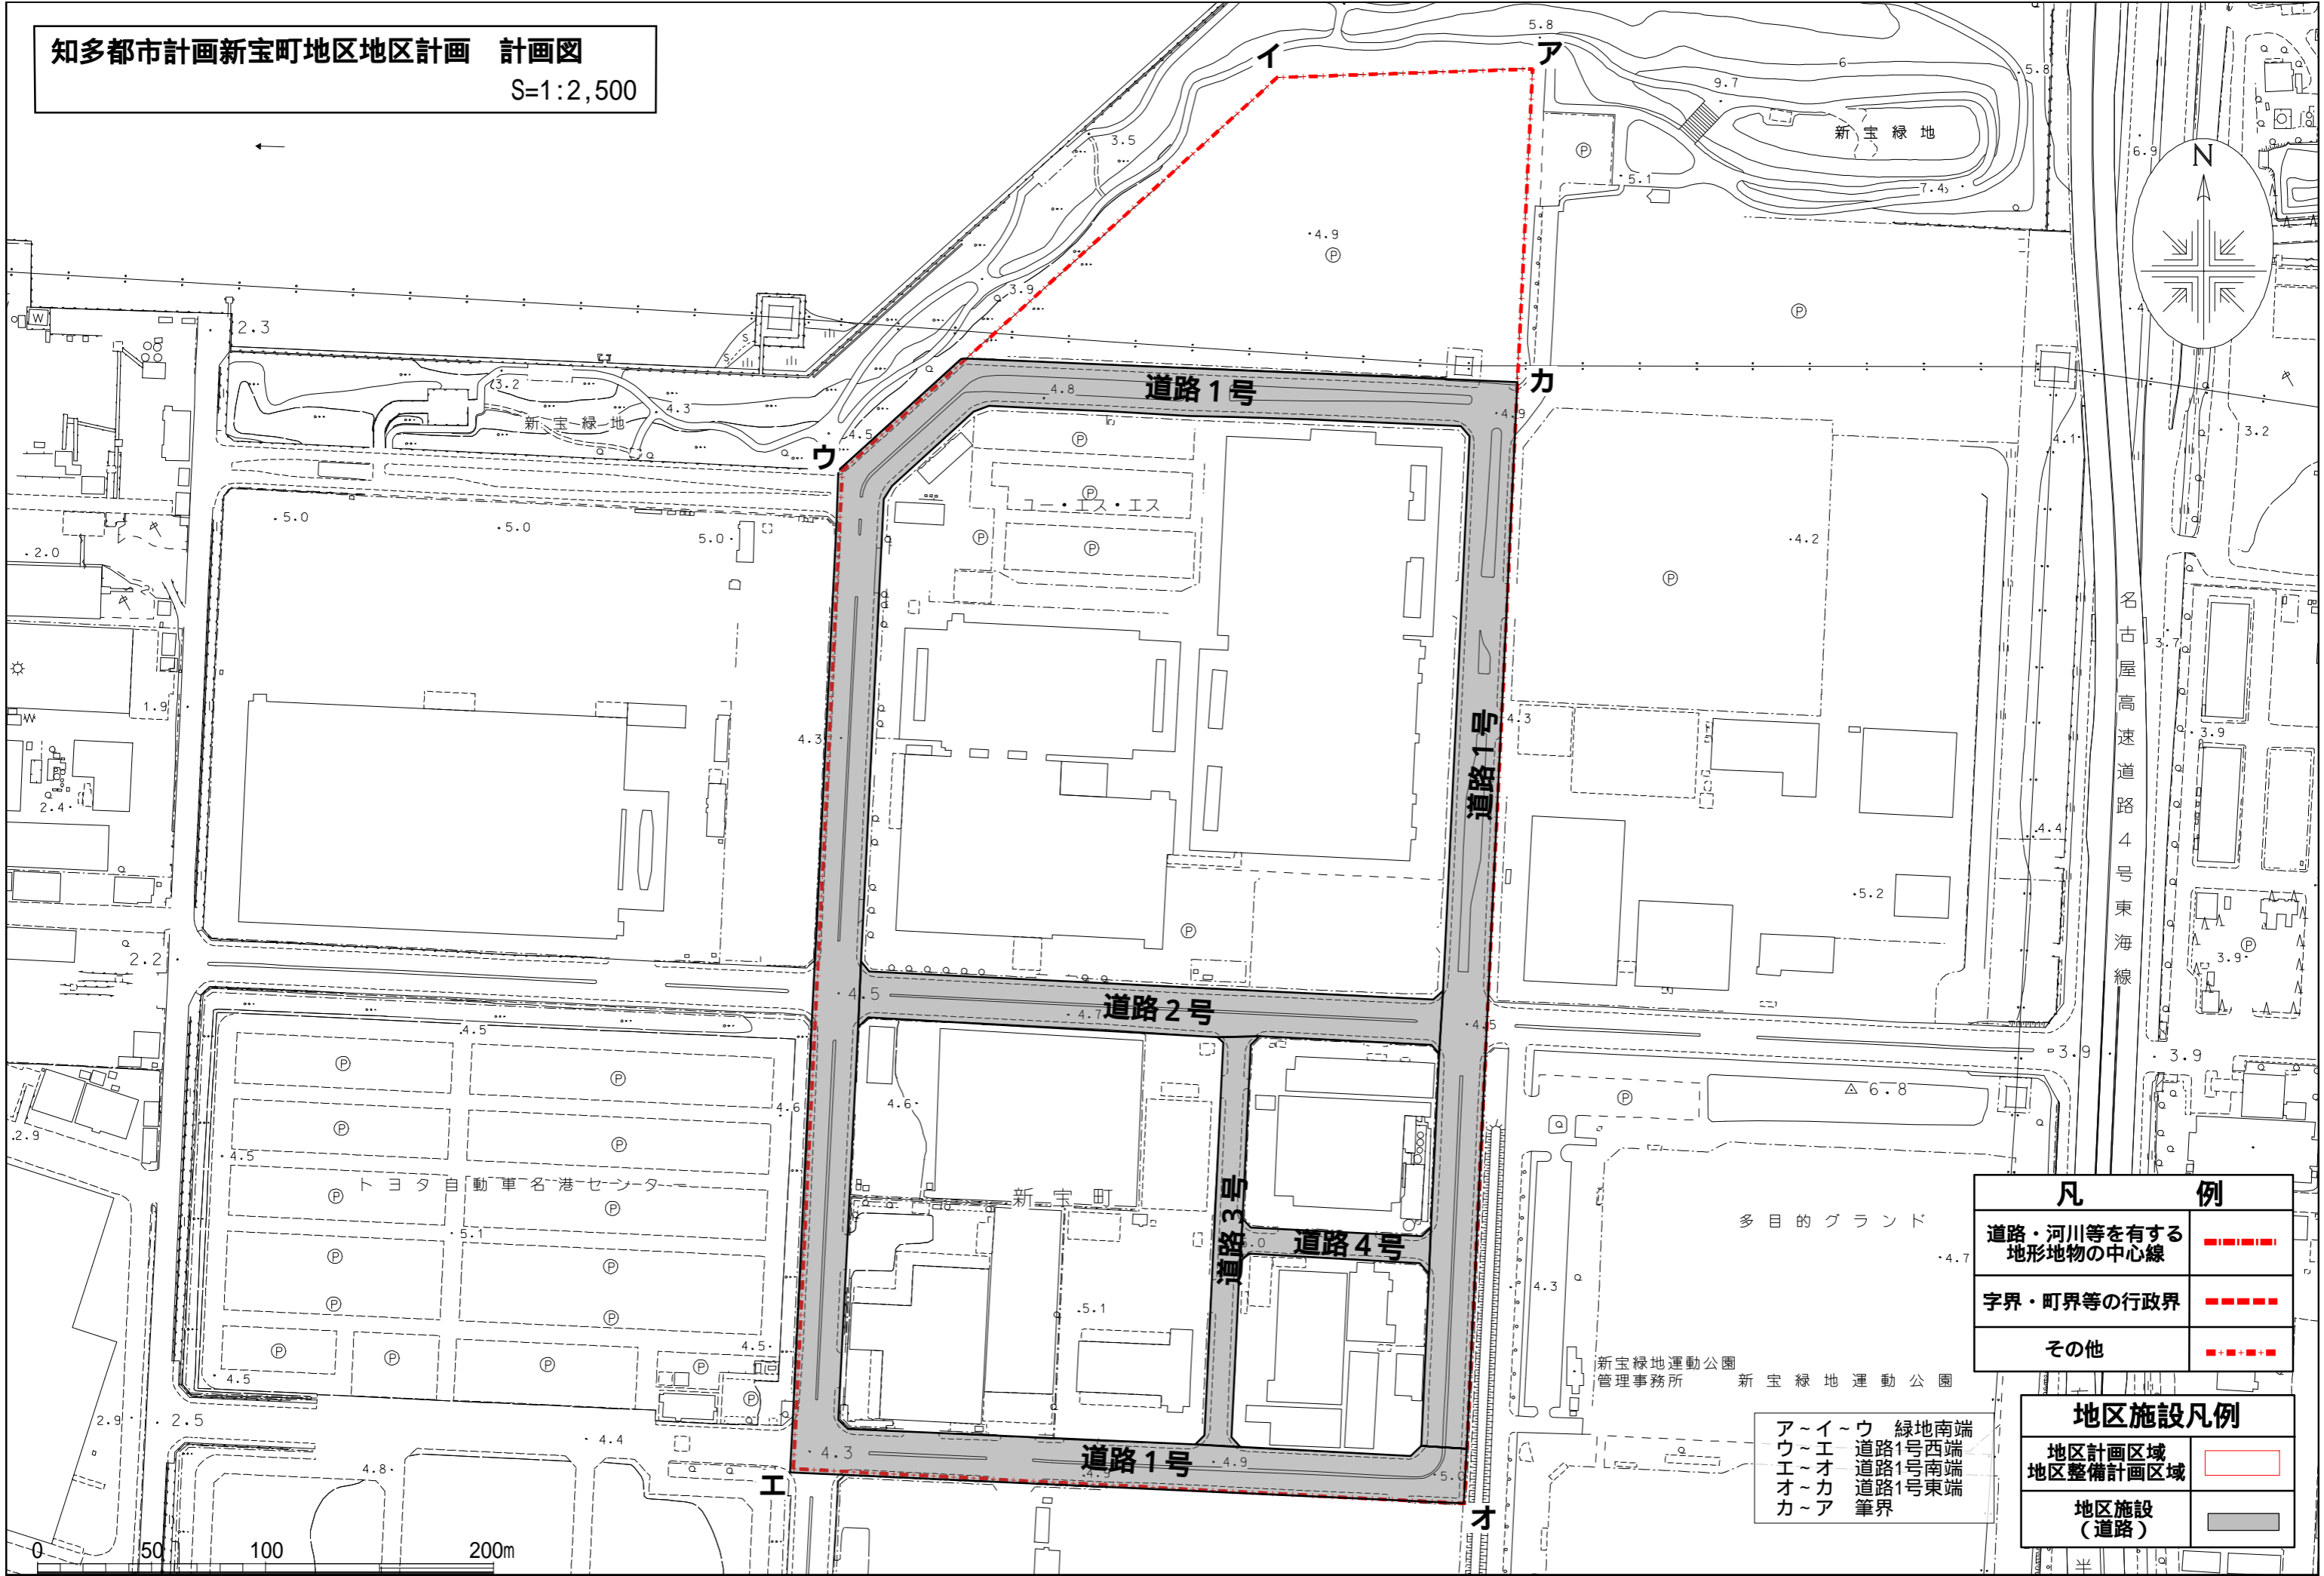 知多都市計画新宝町地区地区計画　計画図
S=1:2,500
イ
ア
5.8
6
5.8
9.7
3.5
新宝緑地
6.9
N
5.1
7.4
4.9
3.9
2.3
W
カ
道路1号
4.8
4.9
3.2
4.3
新宝緑地
4.5
ウ
4.1
3.2
ユー・エス・エス
5.0
5.0
5.0
4.2
2.0
名古屋高速道路4号東海線
3.7
1.9
4.3
4.3
道路1号
3.9
2.4
4.4
5.2
2.2
3.9
4.5
道路2号
4.7
4.5
4.5
3.9
3.9
4.6
4.6
6.8
2.9
4.5
トヨタ自動車名港センター
新宝町
道路3号
5.0
道路4号
多目的グランド
4.7
5.1
4.3
5.1
4.5
4.5
新宝緑地運動公園
管理事務所
新宝緑地運動公園
2.9
2.5
4.4
4.8
4.3
道路1号
4.9
4.9
5.0
エ
オ
凡　例
道路・河川等を有する
地形地物の中心線
字界・町界等の行政界
その他
ア～イ～ウ　緑地南端
ウ～エ　道路1号西端
エ～オ　道路1号南端
オ～カ　道路1号東端
カ～ア　筆界
地区施設凡例
地区計画区域
地区整備計画区域
地区施設
（道路）
半
0 50 100 200m